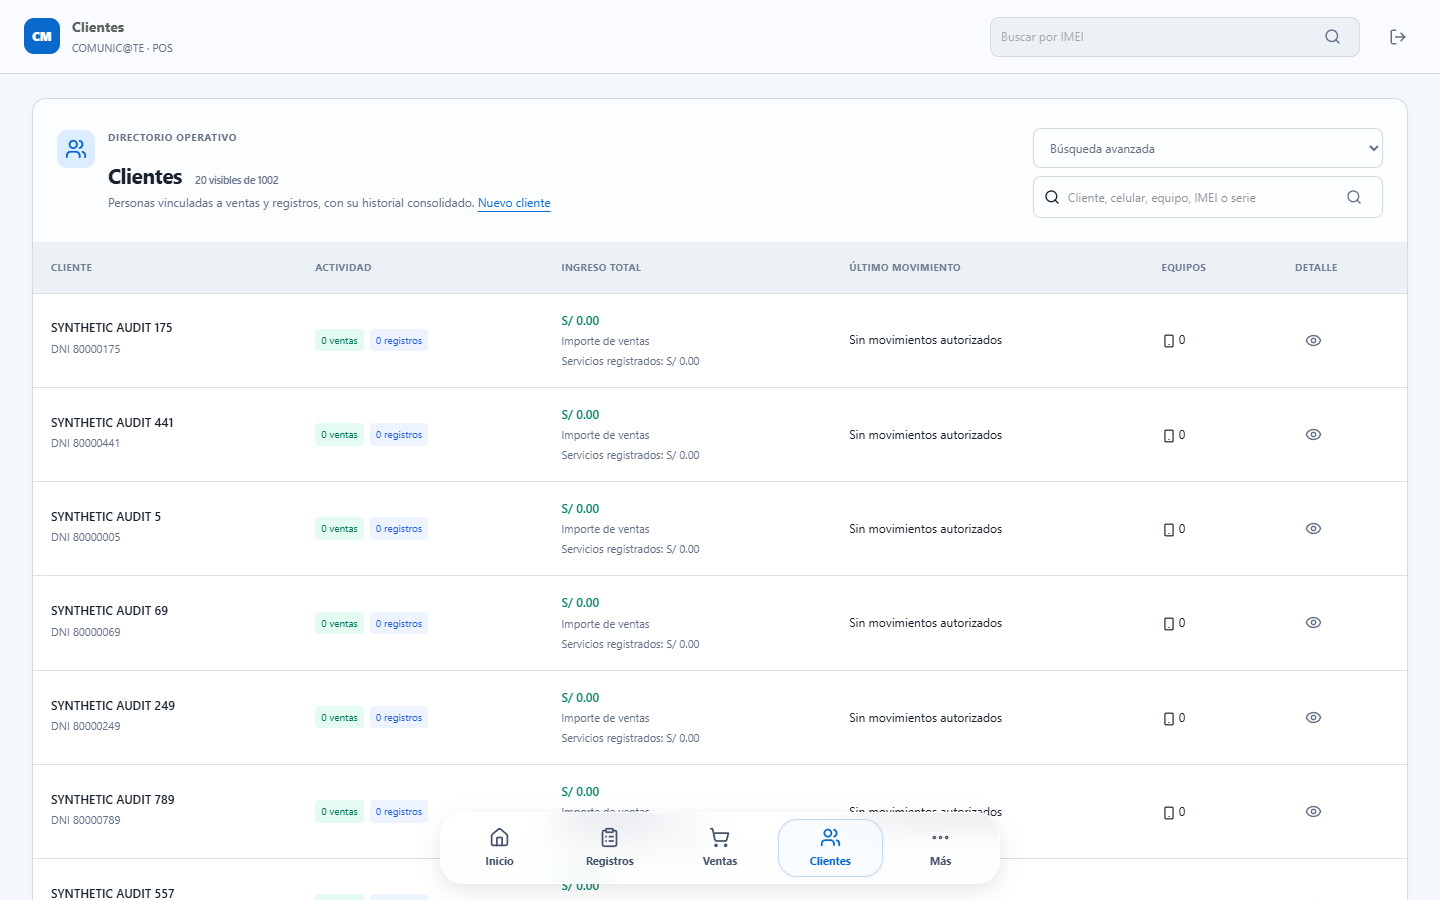 CM
Clientes
COMUNIC@TE · POS
Buscar por IMEI
DIRECTORIO OPERATIVO
Clientes 20 visibles de 1002
Personas vinculadas a ventas y registros, con su historial consolidado. Nuevo cliente
Búsqueda avanzada
Cliente, celular, equipo, IMEI o serie
CLIENTE ACTIVIDAD INGRESO TOTAL ÚLTIMO MOVIMIENTO EQUIPOS DETALLE
SYNTHETIC AUDIT 175
DNI 80000175
0 ventas 0 registros
S/ 0.00
Importe de ventas
Servicios registrados: S/ 0.00
Sin movimientos autorizados
0
SYNTHETIC AUDIT 441
DNI 80000441
0 ventas 0 registros
S/ 0.00
Importe de ventas
Servicios registrados: S/ 0.00
Sin movimientos autorizados
0
SYNTHETIC AUDIT 5
DNI 80000005
0 ventas 0 registros
S/ 0.00
Importe de ventas
Servicios registrados: S/ 0.00
Sin movimientos autorizados
0
SYNTHETIC AUDIT 69
DNI 80000069
0 ventas 0 registros
S/ 0.00
Importe de ventas
Servicios registrados: S/ 0.00
Sin movimientos autorizados
0
SYNTHETIC AUDIT 249
DNI 80000249
0 ventas 0 registros
S/ 0.00
Importe de ventas
Servicios registrados: S/ 0.00
Sin movimientos autorizados
0
SYNTHETIC AUDIT 789
DNI 80000789
0 ventas 0 registros
S/ 0.00
Importe de ventas
Sin movimientos autorizados
0
SYNTHETIC AUDIT 557
S/ 0.00
Inicio
Registros
Ventas
Clientes
Más